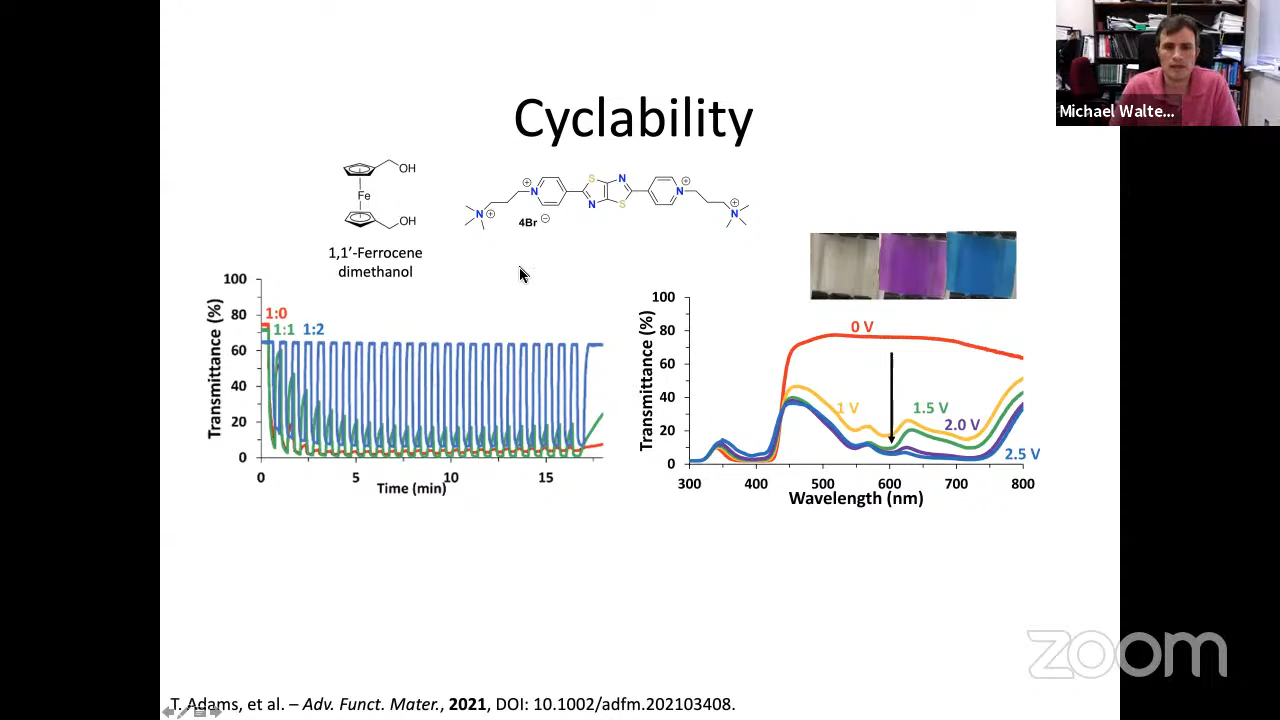 Michael Walte...
Cyclability
OH
Fe
OH
1,1′-Ferrocene
dimethanol
S N
N+ N+
N S
N+ N+
4Br −
100
80
60
40
20
0
Transmittance (%)
1:0
1:1 1:2
0 5 10 15
Time (min)
100
80
60
40
20
0
Transmittance (%)
0 V
1 V
1.5 V
2.0 V
2.5 V
300 400 500 600 700 800
Wavelength (nm)
zoom
T. Adams, et al. – Adv. Funct. Mater., 2021, DOI: 10.1002/adfm.202103408.